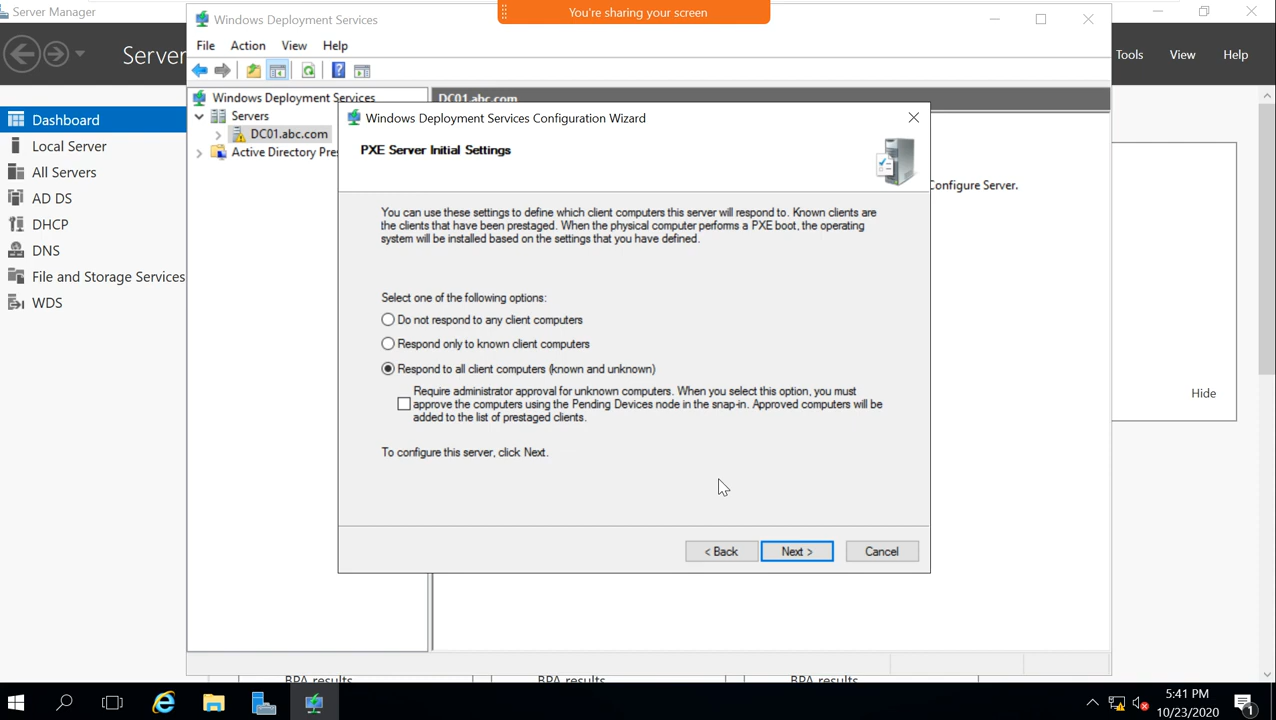 Server Manager
Windows Deployment Services
You're sharing your screen
Server
File Action View Help
Tools View Help
Windows Deployment Services
DC01.abc.com
Servers
DC01.abc.com
Active Directory Pre
Dashboard
Local Server
All Servers
AD DS
DHCP
DNS
File and Storage Services
WDS
Windows Deployment Services Configuration Wizard
PXE Server Initial Settings
Configure Server.
You can use these settings to define which client computers this server will respond to. Known clients are
the clients that have been prestaged. When the physical computer performs a PXE boot, the operating
system will be installed based on the settings that you have defined.
Select one of the following options:
Do not respond to any client computers
Respond only to known client computers
Respond to all client computers (known and unknown)
Require administrator approval for unknown computers. When you select this option, you must
approve the computers using the Pending Devices node in the snap-in. Approved computers will be
added to the list of prestaged clients.
To configure this server, click Next.
Hide
< Back Next > Cancel
BPA results BPA results BPA results
5:41 PM
10/23/2020
1